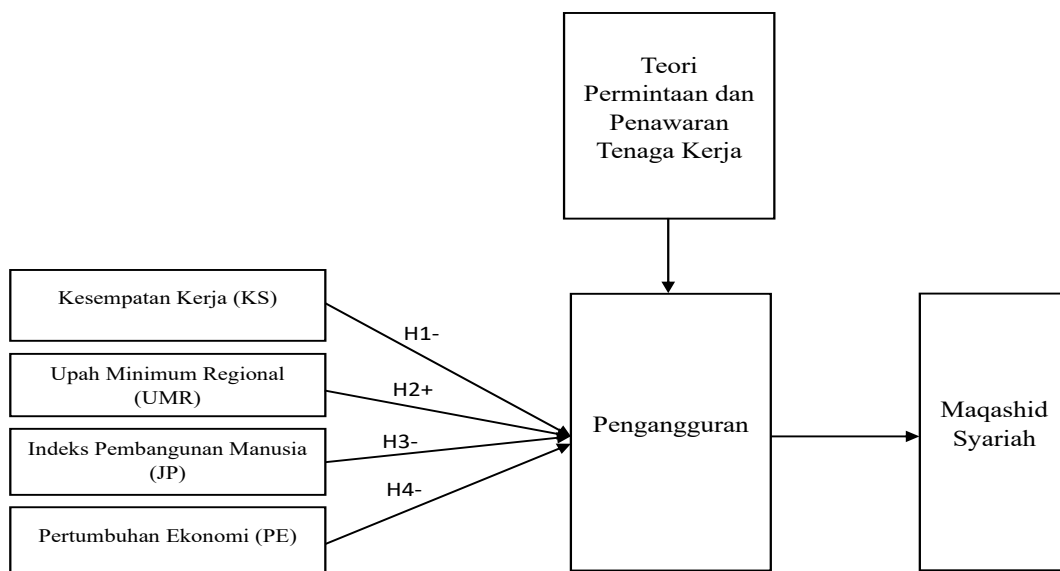 Teori
Permintaan dan
Penawaran
Tenaga Kerja
Kesempatan Kerja (KS)
H1-
Upah Minimum Regional
(UMR)
H2+
Indeks Pembangunan Manusia
(JP)
H3-
Pertumbuhan Ekonomi (PE)
H4-
Pengangguran
Maqashid
Syariah